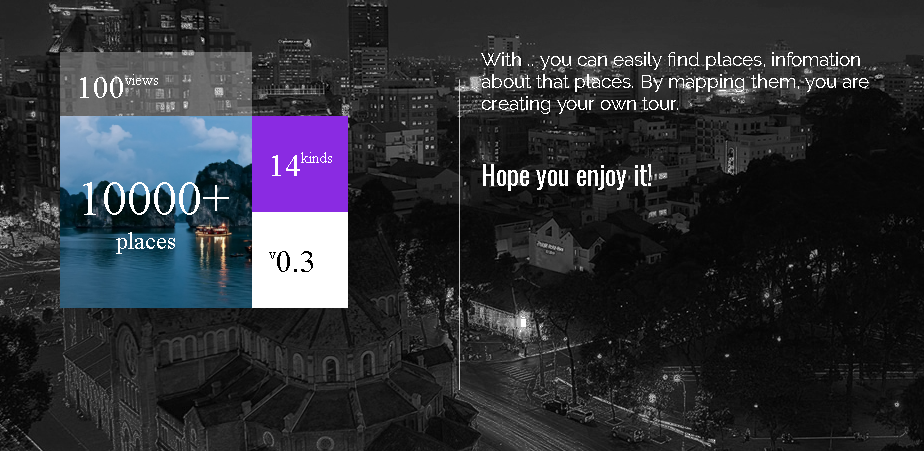 100views
10000+
places
14kinds
v0.3
With .. you can easily find places, infomation
about that places. By mapping them, you are
creating your own tour.
Hope you enjoy it!